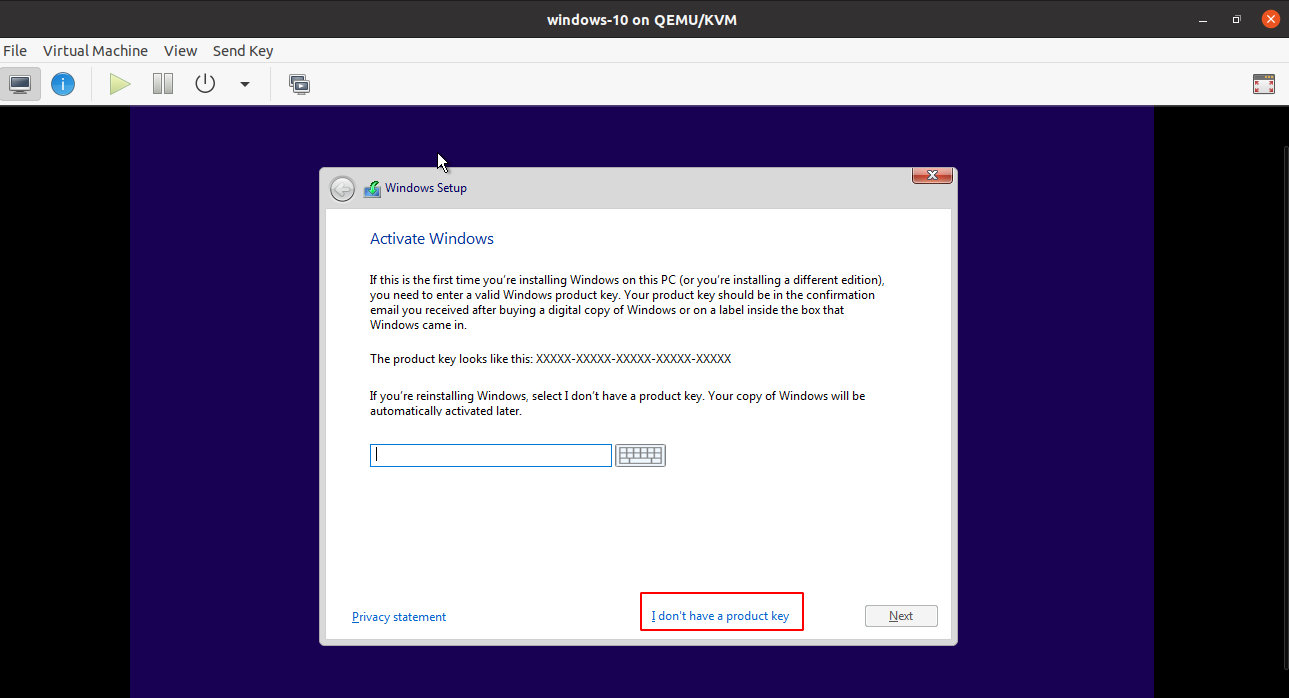 windows-10 on QEMU/KVM
File Virtual Machine View Send Key
Windows Setup
Activate Windows
If this is the first time you're installing Windows on this PC (or you're installing a different edition),
you need to enter a valid Windows product key. Your product key should be in the confirmation
email you received after buying a digital copy of Windows or on a label inside the box that
Windows came in.
The product key looks like this: XXXXX-XXXXX-XXXXX-XXXXX-XXXXX
If you're reinstalling Windows, select I don't have a product key. Your copy of Windows will be
automatically activated later.
Privacy statement
I don't have a product key
Next